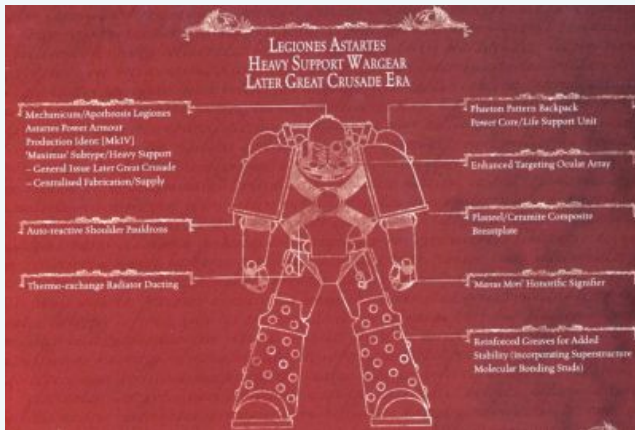 LEGIONES ASTARTES
HEAVY SUPPORT WARGEAR
LATER GREAT CRUSADE ERA
Mechanicum/Apothrosis Legiones
Astartes Power Armour
Production Ident [MkIV]
'Maximus' Subtype/Heavy Support
– General Issue Later Great Crusade
– Centralised Fabrication/Supply
Auto-reactive Shoulder Pauldrons
Thermo-exchange Radiator Ducting
Phaeton Pattern Backpack
Power Core/Life Support Unit
Enhanced Targeting Ocular Array
Plasteel/Ceramite Composite
Breastplate
Mori' Honorific Signifier
Reinforced Greaves for Added
Stability (incorporating Superstructure
Molecular Bonding Studs)